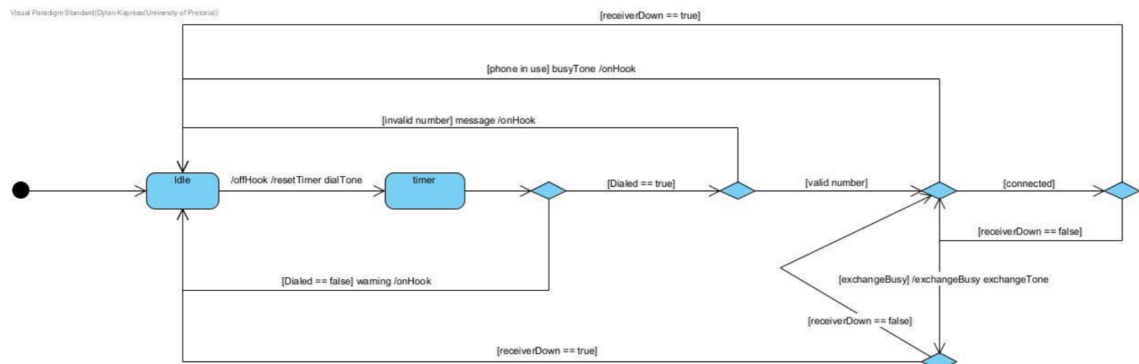 Visual Paradigm Standard(Dylan Kapnias(University of Pretoria))
[receiverDown == true]
[phone in use] busyTone /onHook
[invalid number] message /onHook
Idle
/offHook /resetTimer dialTone
timer
[Dialed == true]
[valid number]
[connected]
[receiverDown == false]
[Dialed == false] warning /onHook
[exchangeBusy] /exchangeBusy exchangeTone
[receiverDown == false]
[receiverDown == true]